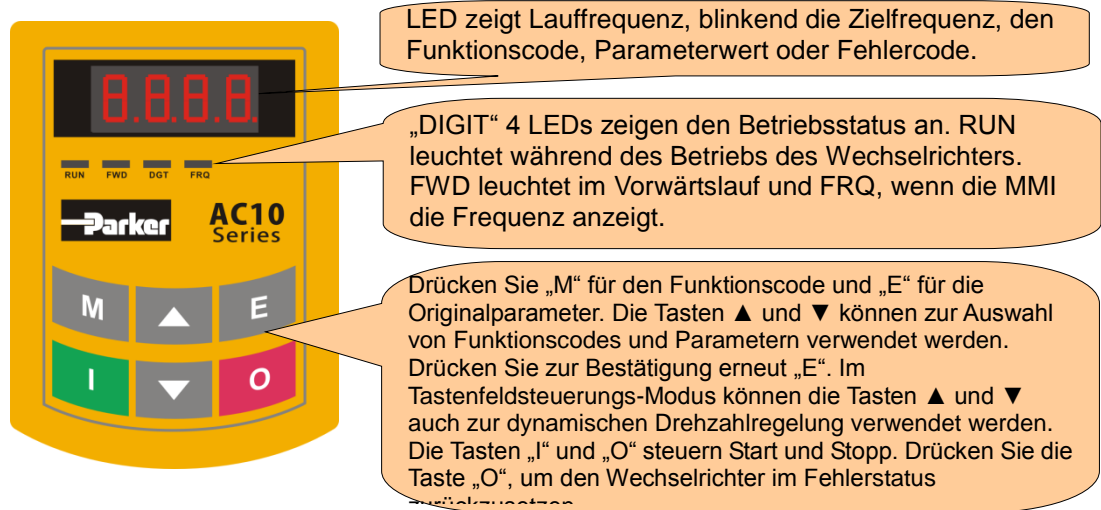 LED zeigt Lauffrequenz, blinkend die Zielfrequenz, den
Funktionscode, Parameterwert oder Fehlercode.
8.8.8.8.
„DIGIT“ 4 LEDs zeigen den Betriebsstatus an. RUN
leuchtet während des Betriebs des Wechselrichters.
FWD leuchtet im Vorwärtslauf und FRQ, wenn die MMI
die Frequenz anzeigt.
RUN FWD DGT FRQ
Parker AC10
Series
Drücken Sie „M“ für den Funktionscode und „E“ für die
Originalparameter. Die Tasten ▲ und ▼ können zur Auswahl
von Funktionscodes und Parametern verwendet werden.
Drücken Sie zur Bestätigung erneut „E“. Im
Tastenfeldsteuerungs-Modus können die Tasten ▲ und ▼
auch zur dynamischen Drehzahlregelung verwendet werden.
Die Tasten „I“ und „O“ steuern Start und Stopp. Drücken Sie die
Taste „O“, um den Wechselrichter im Fehlerstatus
zurückzusetzen
M ▲ E
I ▼ O